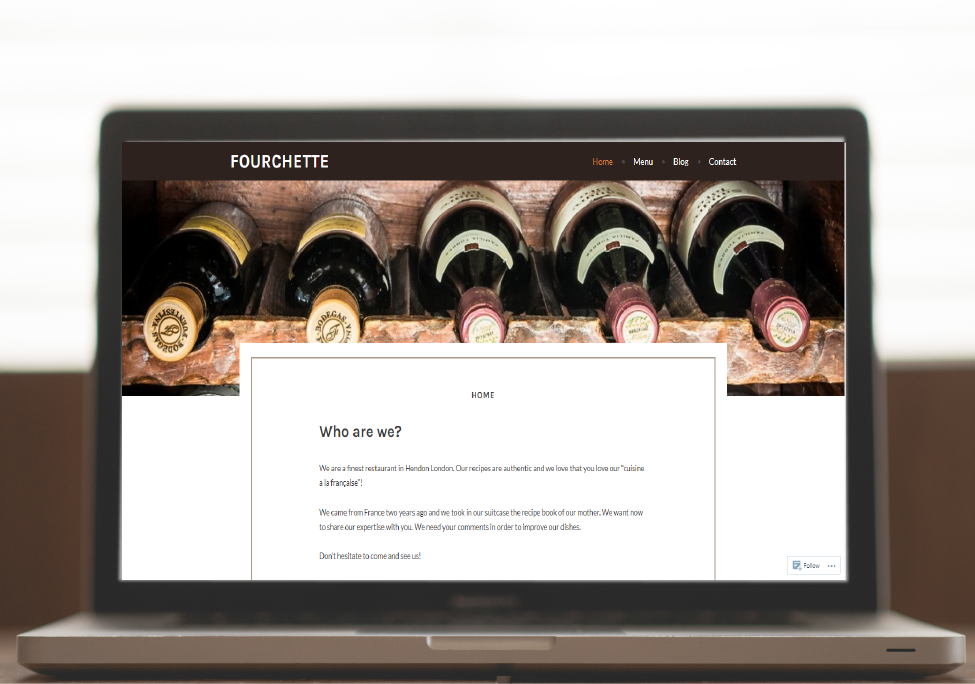 FOURCHETTE
Home
Menu
Blog
Contact
HOME
Who are we?
We are a finest restaurant in Hendon London. Our recipes are authentic and we love that you love our "cuisine
a la française"!
We came from France two years ago and we took in our suitcase the recipe book of our mother. We want now
to share our expertise with you. We need your comments in order to improve our dishes.
Don't hesitate to come and see us!
Follow